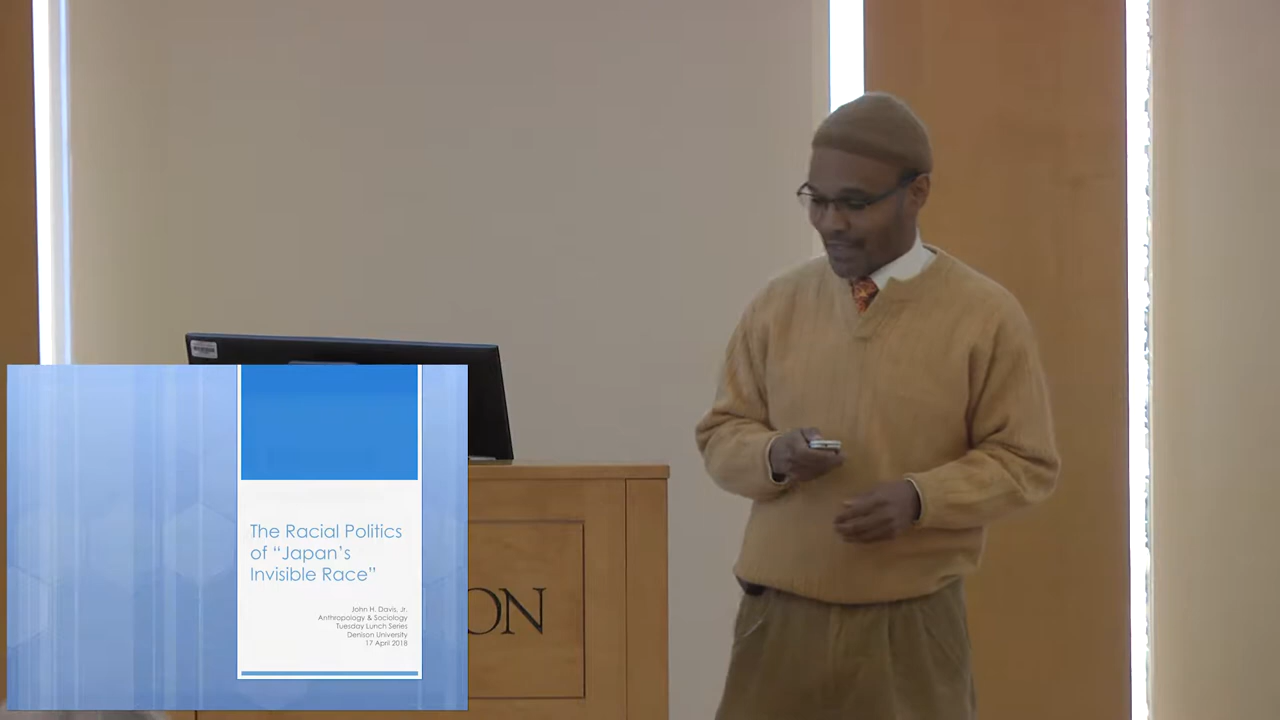 The Racial Politics
of “Japan’s
Invisible Race”
John H. Davis, Jr.
Anthropology & Sociology
Tuesday Lunch Series
Denison University
17 April 2018
ON